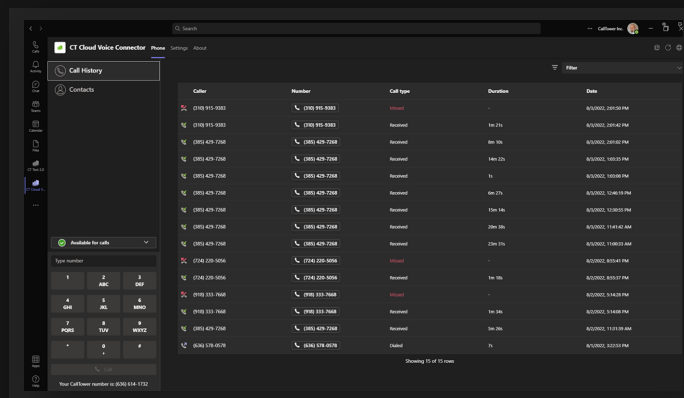 Search
CallTower Inc.
CT Cloud Voice Connector Phone Settings About
Calls
Activity
Chat
Teams
Calendar
Files
CT Test 2.0
CT Cloud V...
Apps
Help
Call History
Contacts
Filter
Caller Number Call type Duration Date
(310) 915-9383 (310) 915-9383 Missed - 8/3/2022, 2:01:50 PM
(310) 915-9383 (310) 915-9383 Received 1m 21s 8/3/2022, 2:01:42 PM
(385) 429-7268 (385) 429-7268 Received 8m 10s 8/3/2022, 2:01:02 PM
(385) 429-7268 (385) 429-7268 Received 14m 22s 8/3/2022, 1:03:35 PM
(385) 429-7268 (385) 429-7268 Received 1s 8/3/2022, 1:03:08 PM
(385) 429-7268 (385) 429-7268 Received 6m 27s 8/3/2022, 12:46:19 PM
(385) 429-7268 (385) 429-7268 Received 15m 14s 8/3/2022, 12:30:55 PM
(385) 429-7268 (385) 429-7268 Received 20m 38s 8/3/2022, 11:41:42 AM
(385) 429-7268 (385) 429-7268 Received 23m 31s 8/3/2022, 11:08:33 AM
(724) 220-5056 (724) 220-5056 Missed - 8/2/2022, 8:55:41 PM
(724) 220-5056 (724) 220-5056 Received 1m 18s 8/2/2022, 8:55:37 PM
(918) 333-7668 (918) 333-7668 Missed - 8/2/2022, 5:14:28 PM
(918) 333-7668 (918) 333-7668 Received 1m 34s 8/2/2022, 5:14:08 PM
(385) 429-7268 (385) 429-7268 Received 5m 26s 8/2/2022, 11:01:39 AM
(636) 578-0578 (636) 578-0578 Dialed 7s 8/1/2022, 3:22:53 PM
Showing 15 of 15 rows
Available for calls
Type number
1 2 3
ABC DEF
4 5 6
GHI JKL MNO
7 8 9
PQRS TUV WXYZ
* 0 #
+
Call
Your CallTower number is: (636) 614-1732